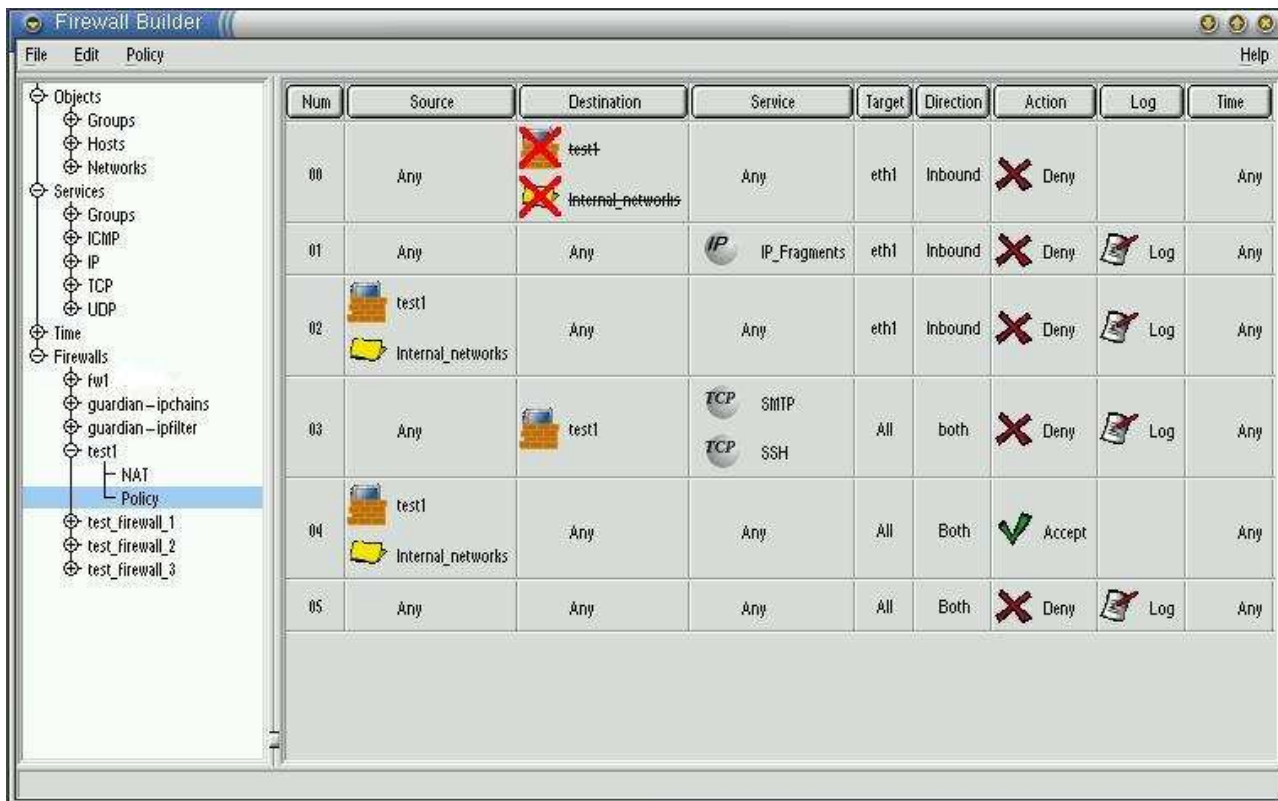 Firewall Builder
File Edit Policy Help
Objects
Groups
Hosts
Networks
Services
Groups
ICMP
IP
TCP
UDP
Time
Firewalls
fw1
guardian-ipchains
guardian-ipfilter
test1
NAT
Policy
test_firewall_1
test_firewall_2
test_firewall_3
Num Source Destination Service Target Direction Action Log Time
00 Any test1 Internal_networks Any eth1 Inbound Deny Any
01 Any Any IP IP_Fragments eth1 Inbound Deny Log Any
02 test1 Internal_networks Any Any eth1 Inbound Deny Log Any
03 Any test1 TCP SMTP TCP SSH All both Deny Log Any
04 test1 Internal_networks Any Any All Both Accept Any
05 Any Any Any All Both Deny Log Any